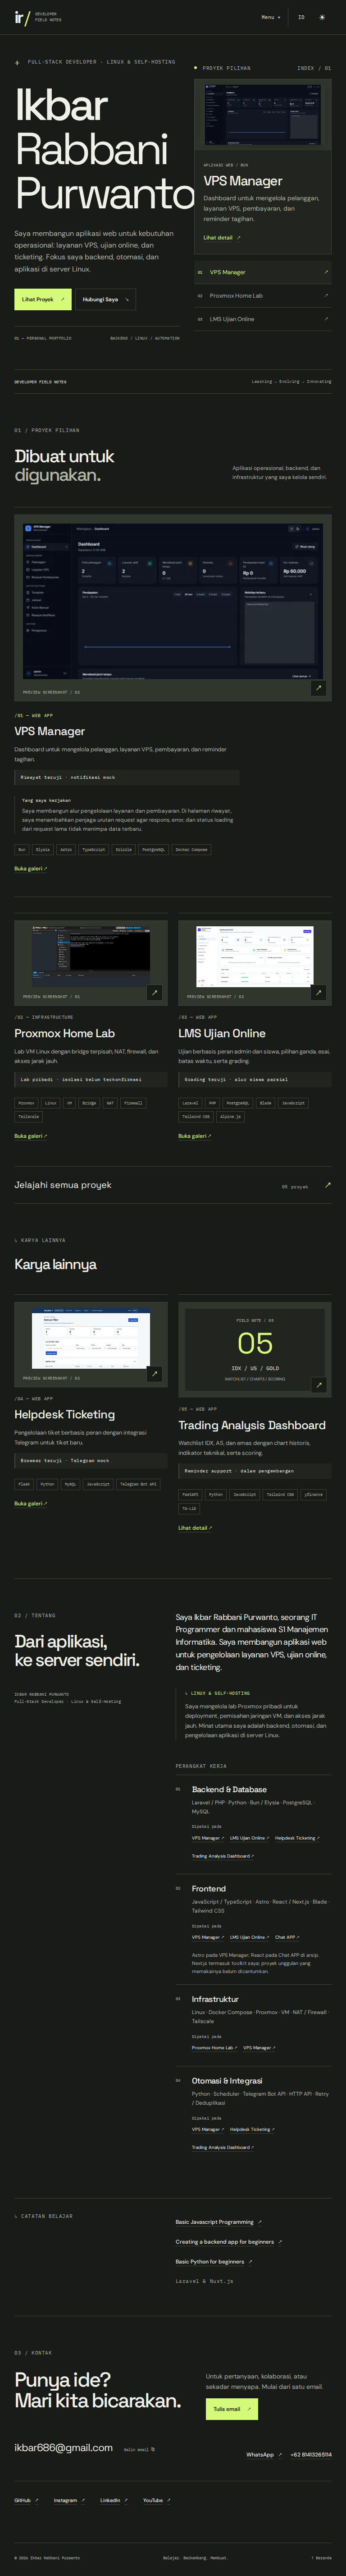 ir/
DEVELOPER
FIELD NOTES
Menu +
ID
FULL-STACK DEVELOPER · LINUX & SELF-HOSTING
Ikbar
Rabbani
Purwanto
Saya membangun aplikasi web untuk kebutuhan
operasional: layanan VPS, ujian online, dan
ticketing. Fokus saya backend, otomasi, dan
aplikasi di server Linux.
Lihat Proyek ↗
Hubungi Saya ↘
01 — PERSONAL PORTFOLIO
BACKEND / LINUX / AUTOMATION
PROYEK PILIHAN
INDEX / 01
APLIKASI WEB / BUN
VPS Manager
Dashboard untuk mengelola pelanggan,
layanan VPS, pembayaran, dan
reminder tagihan.
Lihat detail ↗
01 VPS Manager ↗
02 Proxmox Home Lab ↗
03 LMS Ujian Online ↗
DEVELOPER FIELD NOTES
Learning → Evolving → Innovating
01 / PROYEK PILIHAN
Dibuat untuk
digunakan.
Aplikasi operasional, backend, dan
infrastruktur yang saya kelola sendiri.
VPS Manager
Dashboard
PREVIEW SCREENSHOT / 02
/01 — WEB APP
VPS Manager
Dashboard untuk mengelola pelanggan, layanan VPS, pembayaran, dan reminder
tagihan.
Riwayat teruji · notifikasi mock
Yang saya kerjakan
Saya membangun alur pengelolaan layanan dan pembayaran. Di halaman riwayat,
saya menambahkan penjaga urutan request agar respons, error, dan status loading
dari request lama tidak menimpa data terbaru.
Bun
Elysia
Astro
TypeScript
Drizzle
PostgreSQL
Docker Compose
Buka galeri ↗
PREVIEW SCREENSHOT / 01
/02 — INFRASTRUCTURE
Proxmox Home Lab
Lab VM Linux dengan bridge terpisah, NAT, firewall, dan
akses jarak jauh.
Lab pribadi · isolasi belum terkonfirmasi
Proxmox
Linux
VM
Bridge
NAT
Firewall
Tailscale
Buka galeri ↗
PREVIEW SCREENSHOT / 02
/03 — WEB APP
LMS Ujian Online
Ujian berbasis peran admin dan siswa, pilihan ganda, esai,
batas waktu, serta grading.
Grading teruji · alur siswa parsial
Laravel
PHP
PostgreSQL
Blade
JavaScript
Tailwind CSS
Alpine.js
Buka galeri ↗
Jelajahi semua proyek
05 proyek ↗
↳ KARYA LAINNYA
Karya lainnya
PREVIEW SCREENSHOT / 02
/04 — WEB APP
Helpdesk Ticketing
Pengelolaan tiket berbasis peran dengan integrasi
Telegram untuk tiket baru.
Browser teruji · Telegram mock
Flask
Python
MySQL
JavaScript
Telegram Bot API
Buka galeri ↗
FIELD NOTE / 05
05
IDX / US / GOLD
WATCHLIST / CHARTS / SCORING
/05 — WEB APP
Trading Analysis Dashboard
Watchlist IDX, AS, dan emas dengan chart historis,
indikator teknikal, serta scoring.
Reminder support · dalam pengembangan
FastAPI
Python
JavaScript
Tailwind CSS
yfinance
TA-Lib
Lihat detail ↗
02 / TENTANG
Dari aplikasi,
ke server sendiri.
IKBAR RABBANI PURWANTO
Full-Stack Developer · Linux & Self-Hosting
Saya Ikbar Rabbani Purwanto, seorang IT
Programmer dan mahasiswa S1 Manajemen
Informatika. Saya membangun aplikasi web
untuk pengelolaan layanan VPS, ujian online,
dan ticketing.
↳ LINUX & SELF-HOSTING
Saya mengelola lab Proxmox pribadi untuk
deployment, pemisahan jaringan VM, dan akses jarak
jauh. Minat utama saya adalah backend, otomasi, dan
pengelolaan aplikasi di server Linux.
PERANGKAT KERJA
01 Backend & Database
Laravel / PHP · Python · Bun / Elysia · PostgreSQL ·
MySQL
Dipakai pada
VPS Manager ↗ LMS Ujian Online ↗ Helpdesk Ticketing ↗
Trading Analysis Dashboard ↗
02 Frontend
JavaScript / TypeScript · Astro · React / Next.js · Blade ·
Tailwind CSS
Dipakai pada
VPS Manager ↗ LMS Ujian Online ↗ Chat APP ↗
Astro pada VPS Manager. React pada Chat APP di arsip.
Next.js termasuk toolkit saya; proyek unggulan yang
memakainya belum dicantumkan.
03 Infrastruktur
Linux · Docker Compose · Proxmox · VM · NAT / Firewall ·
Tailscale
Dipakai pada
Proxmox Home Lab ↗ VPS Manager ↗
04 Otomasi & Integrasi
Python · Scheduler · Telegram Bot API · HTTP API · Retry
/ Deduplikasi
Dipakai pada
VPS Manager ↗ Helpdesk Ticketing ↗
Trading Analysis Dashboard ↗
↳ CATATAN BELAJAR
Basic Javascript Programming ↗
Creating a backend app for beginners ↗
Basic Python for beginners ↗
Laravel & Nuxt.js
03 / KONTAK
Punya ide?
Mari kita bicarakan.
Untuk pertanyaan, kolaborasi, atau
sekadar menyapa. Mulai dari satu email.
Tulis email ↗
ikbar686@gmail.com
Salin email
WhatsApp ↗ +62 81413265114
GitHub ↗
Instagram ↗
LinkedIn ↗
YouTube ↗
© 2026 Ikbar Rabbani Purwanto
Belajar. Berkembang. Membuat.
↑ Beranda